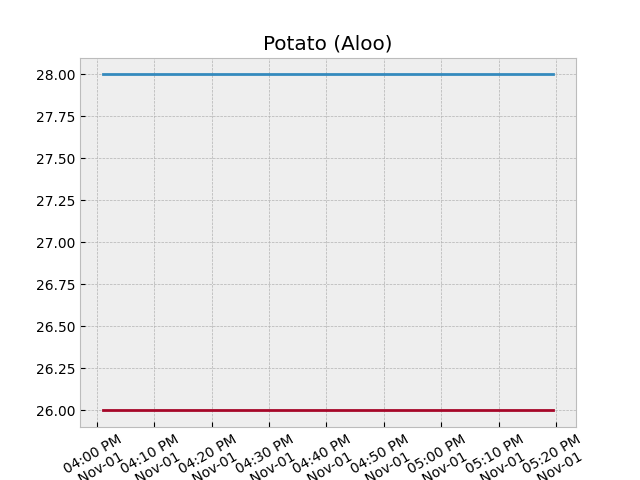 Potato (Aloo)
28.00
27.75
27.50
27.25
27.00
26.75
26.50
26.25
26.00
04:00 PM
Nov-01
04:10 PM
Nov-01
04:20 PM
Nov-01
04:30 PM
Nov-01
04:40 PM
Nov-01
04:50 PM
Nov-01
05:00 PM
Nov-01
05:10 PM
Nov-01
05:20 PM
Nov-01